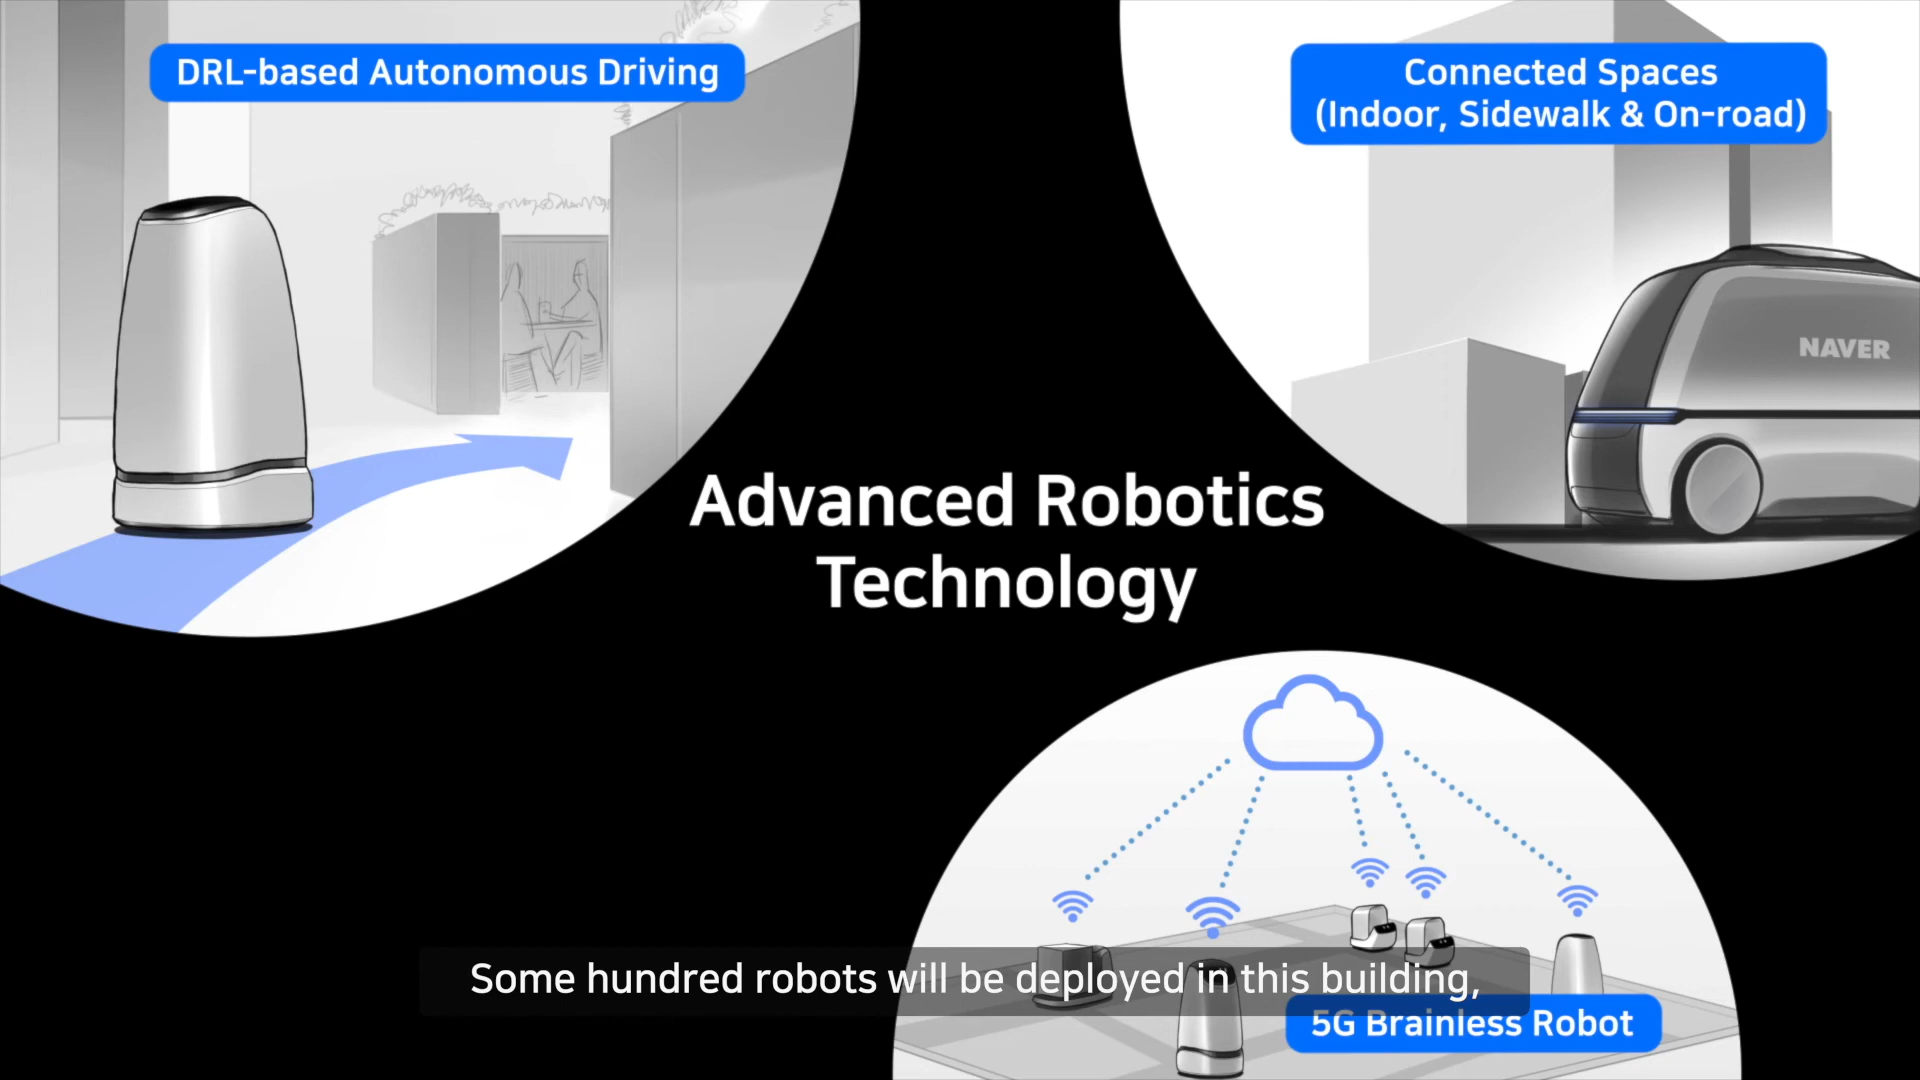 DRL-based Autonomous Driving
Connected Spaces
(Indoor, Sidewalk & On-road)
NAVER
Advanced Robotics
Technology
Some hundred robots will be deployed in this building,
5G Brainless Robot